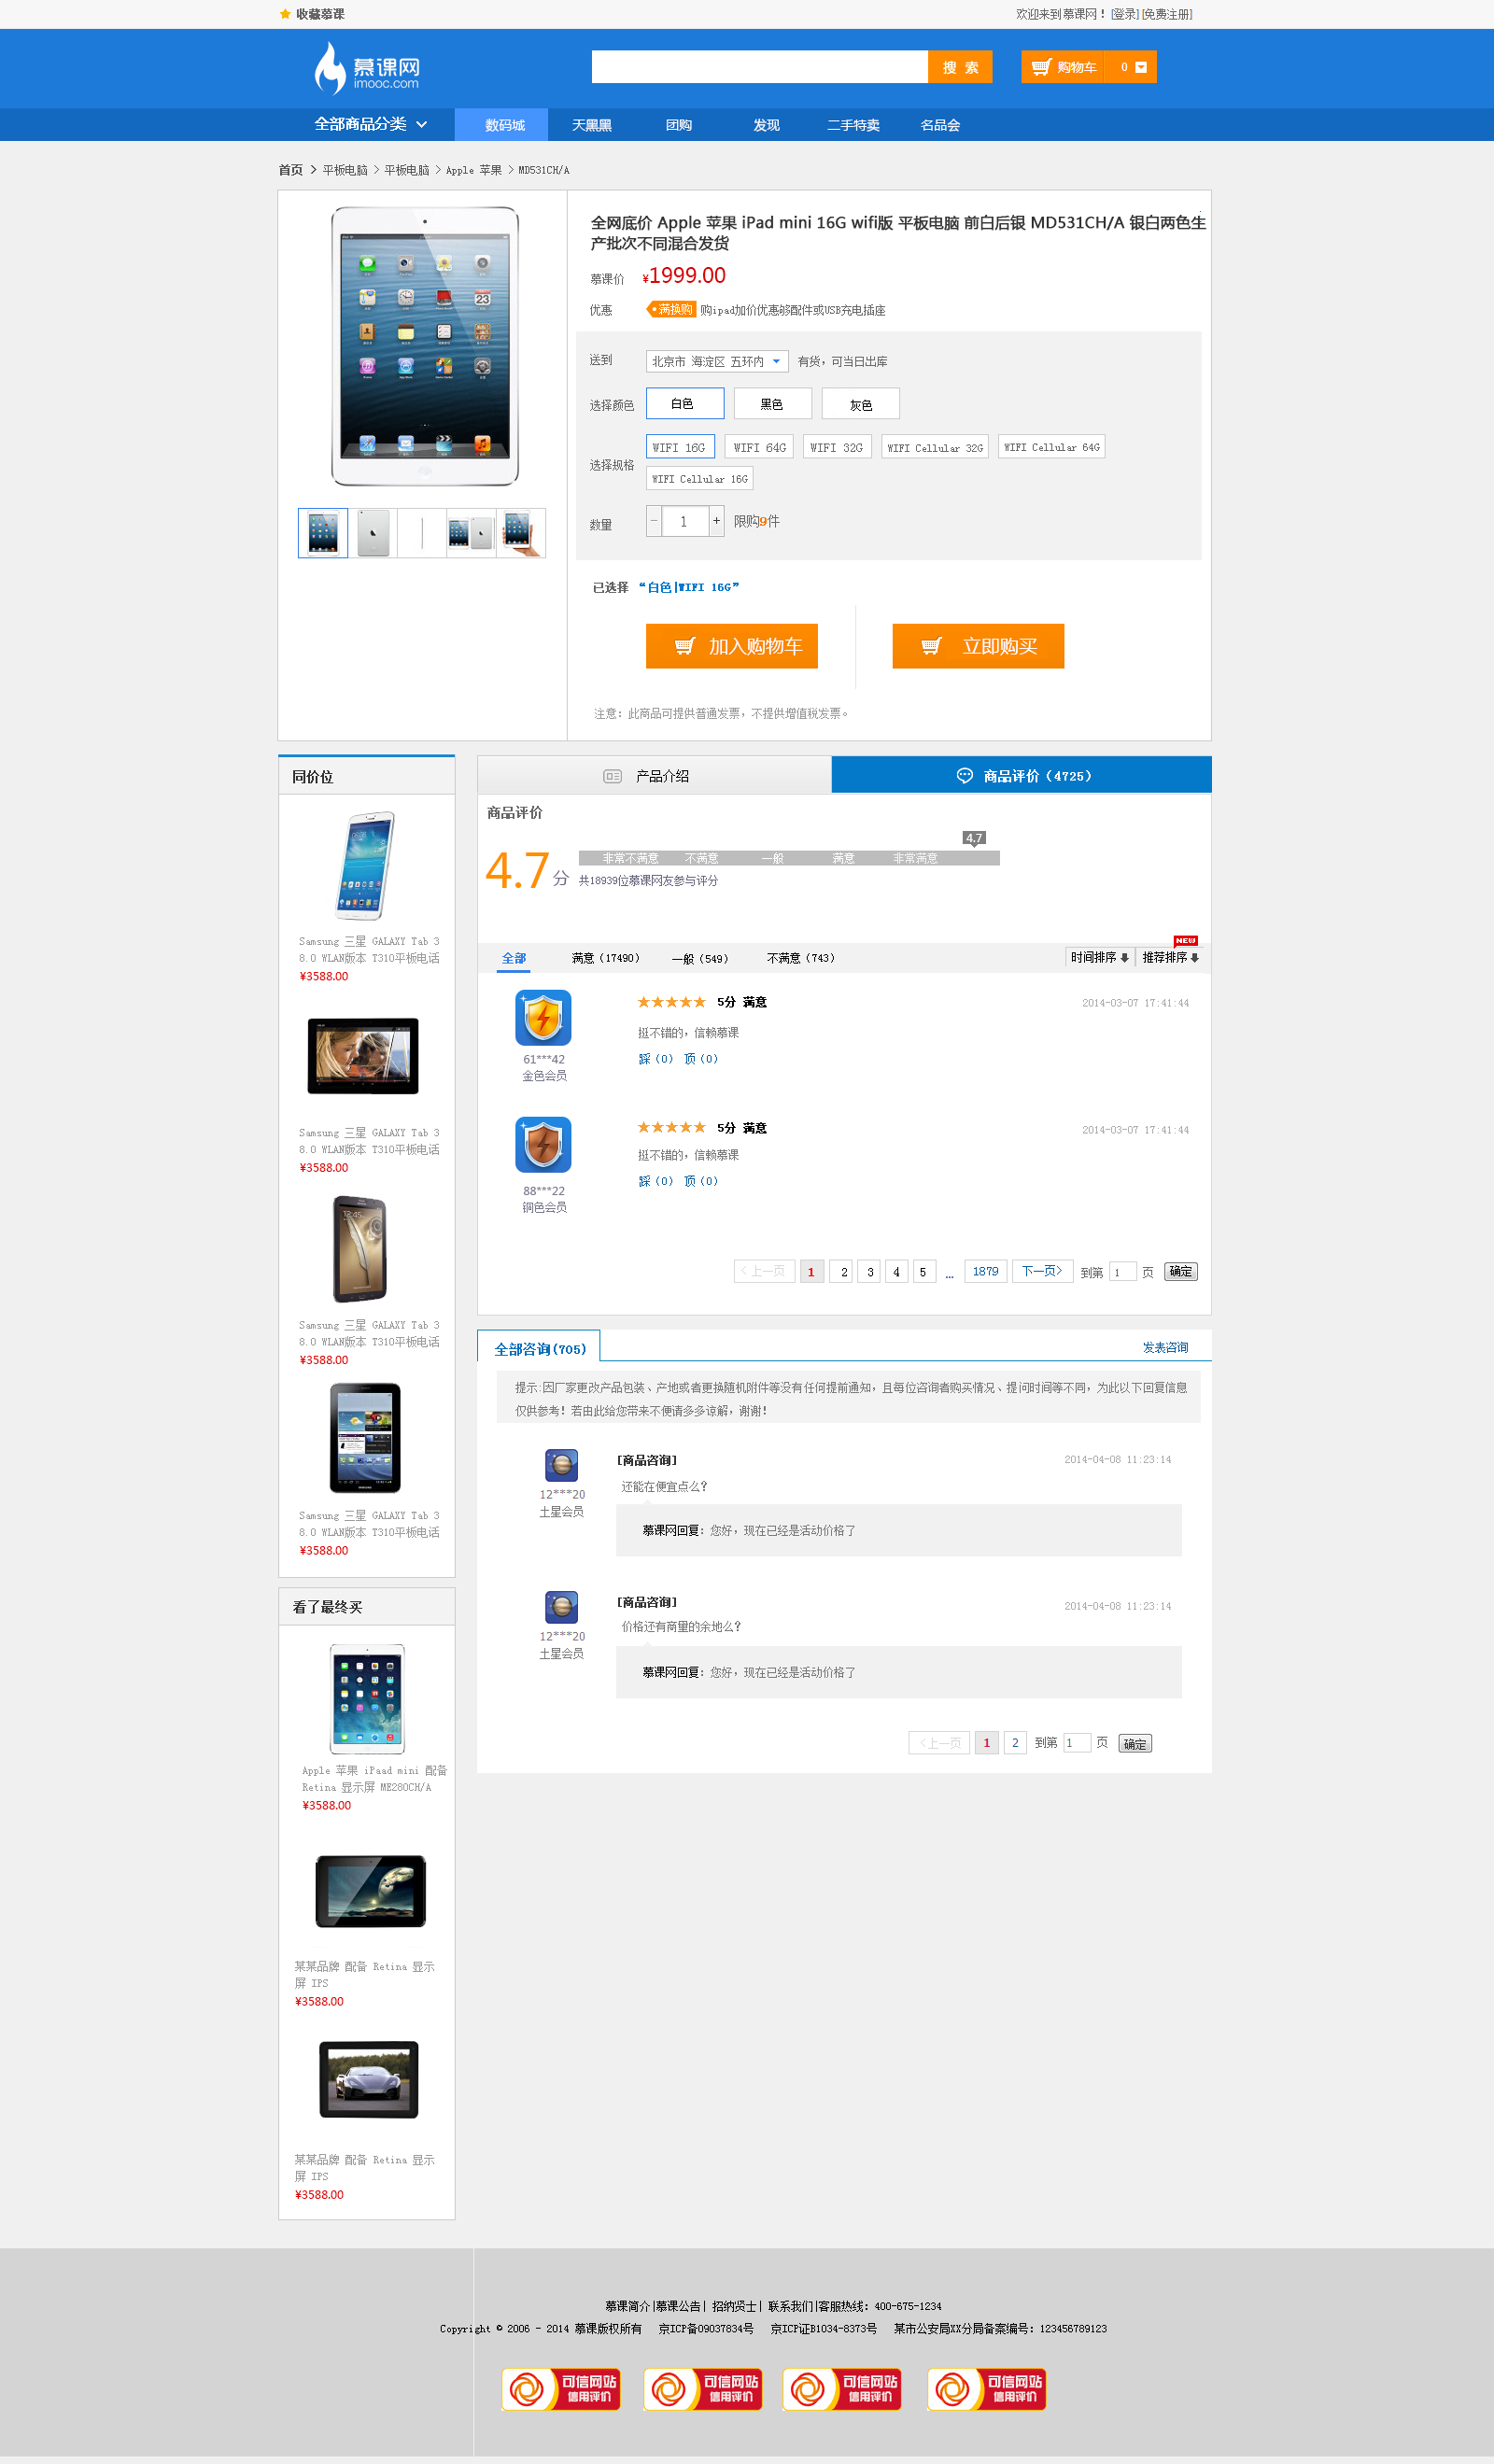 收藏慕课
欢迎来到慕课网！[登录] [免费注册]
慕课网
imooc.com
搜 索
购物车 0
全部商品分类 数码城 天黑黑 团购 发现 二手特卖 名品会
首页 > 平板电脑 > 平板电脑 > Apple 苹果 > MD531CH/A
全网底价 Apple 苹果 iPad mini 16G wifi版 平板电脑 前白后银 MD531CH/A 银白两色生
产批次不同混合发货
慕课价 ¥1999.00
优惠 满换购 购ipad加价优惠够配件或USB充电插座
送到 北京市 海淀区 五环内 有货，可当日出库
选择颜色 白色 黑色 灰色
选择规格 WIFI 16G WIFI 64G WIFI 32G WIFI Cellular 32G WIFI Cellular 64G
WIFI Cellular 16G
数量 － 1 + 限购9件
已选择 “白色|WIFI 16G”
加入购物车 立即购买
注意：此商品可提供普通发票，不提供增值税发票。
同价位
Samsung 三星 GALAXY Tab 3
8.0 WLAN版本 T310平板电话
¥3588.00
Samsung 三星 GALAXY Tab 3
8.0 WLAN版本 T310平板电话
¥3588.00
Samsung 三星 GALAXY Tab 3
8.0 WLAN版本 T310平板电话
¥3588.00
Samsung 三星 GALAXY Tab 3
8.0 WLAN版本 T310平板电话
¥3588.00
看了最终买
Apple 苹果 iPaad mini 配备
Retina 显示屏 ME280CH/A
¥3588.00
某某品牌 配备 Retina 显示
屏 IPS
¥3588.00
某某品牌 配备 Retina 显示
屏 IPS
¥3588.00
产品介绍 商品评价（4725）
商品评价
4.7
4.7分 非常不满意 不满意 一般 满意 非常满意
共18939位慕课网友参与评分
NEW
全部 满意（17490） 一般（549） 不满意（743） 时间排序 推荐排序
5分 满意 2014-03-07 17:41:44
挺不错的，信赖慕课
踩（0） 顶（0）
61***42
金色会员
5分 满意 2014-03-07 17:41:44
挺不错的，信赖慕课
踩（0） 顶（0）
88***22
铜色会员
<上一页 1 2 3 4 5 … 1879 下一页> 到第 1 页 确定
全部咨询(705) 发表咨询
提示:因厂家更改产品包装、产地或者更换随机附件等没有任何提前通知，且每位咨询者购买情况、提问时间等不同，为此以下回复信息
仅供参考！若由此给您带来不便请多多谅解，谢谢！
[商品咨询] 2014-04-08 11:23:14
还能在便宜点么？
12***20
土星会员
慕课网回复：您好，现在已经是活动价格了
[商品咨询] 2014-04-08 11:23:14
价格还有商量的余地么？
12***20
土星会员
慕课网回复：您好，现在已经是活动价格了
<上一页 1 2 到第 1 页 确定
慕课简介|慕课公告| 招纳贤士| 联系我们|客服热线：400-675-1234
Copyright © 2006 - 2014 慕课版权所有 京ICP备09037834号 京ICP证B1034-8373号 某市公安局XX分局备案编号：123456789123
可信网站 可信网站 可信网站 可信网站
信用评价 信用评价 信用评价 信用评价